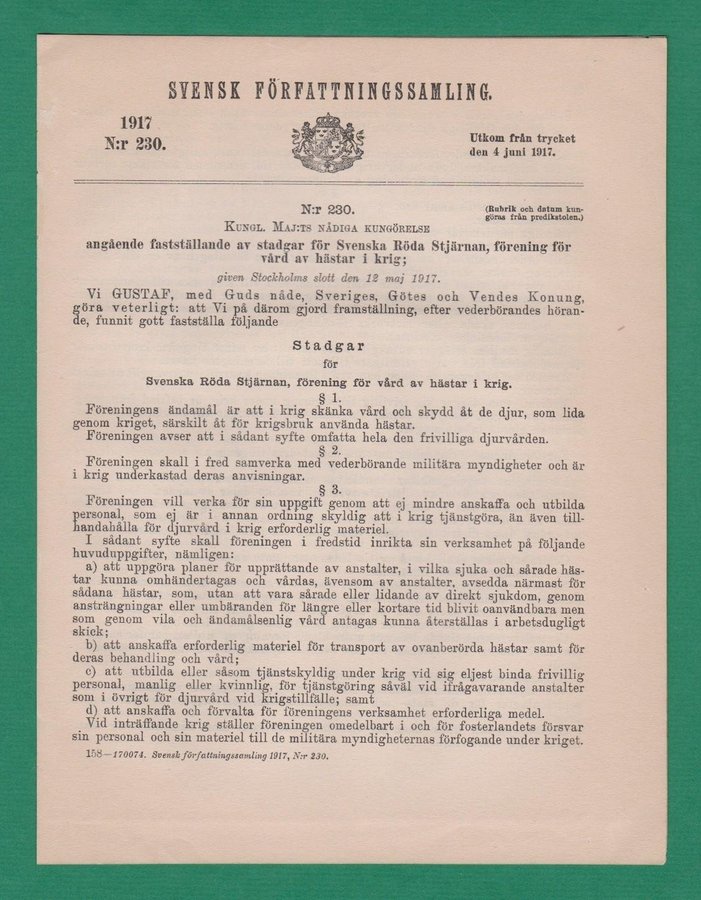 SVENSK FÖRFATTNINGSSAMLING.
1917
N:r 230.
Utkom från trycket
den 4 juni 1917.
N:r 230.
(Rubrik och datum kun-
göras från predikstolen.)
KUNGL. MAJ:TS NÅDIGA KUNGÖRELSE
angående fastställande av stadgar för Svenska Röda Stjärnan, förening för
vård av hästar i krig;
given Stockholms slott den 12 maj 1917.
Vi GUSTAF, med Guds nåde, Sveriges, Götes och Vendes Konung,
göra veterligt: att Vi på därom gjord framställning, efter vederbörandes höran-
de, funnit gott fastställa följande
Stadgar
för
Svenska Röda Stjärnan, förening för vård av hästar i krig.
§ 1.
Föreningens ändamål är att i krig skänka vård och skydd åt de djur, som lida
genom kriget, särskilt åt för krigsbruk använda hästar.
Föreningen avser att i sådant syfte omfatta hela den frivilliga djurvården.
§ 2.
Föreningen skall i fred samverka med vederbörande militära myndigheter och är
i krig underkastad deras anvisningar.
§ 3.
Föreningen vill verka för sin uppgift genom att ej mindre anskaffa och utbilda
personal, som ej är i annan ordning skyldig att i krig tjänstgöra, än även till-
handahålla för djurvård i krig erforderlig materiel.
I sådant syfte skall föreningen i fredstid inrikta sin verksamhet på följande
huvuduppgifter, nämligen:
a) att uppgöra planer för upprättande av anstalter, i vilka sjuka och sårade häs-
tar kunna omhändertagas och vårdas, ävensom av anstalter, avsedda närmast för
sådana hästar, som, utan att vara sårade eller lidande av direkt sjukdom, genom
ansträngningar eller umbäranden för längre eller kortare tid blivit oanvändbara men
som genom vila och ändamålsenlig vård antagas kunna återställas i arbetsdugligt
skick;
b) att anskaffa erforderlig materiel för transport av ovanberörda hästar samt för
deras behandling och vård;
c) att utbilda eller såsom tjänstskyldig under krig vid sig eljest binda frivillig
personal, manlig eller kvinnlig, för tjänstgöring såväl vid ifrågavarande anstalter
som i övrigt för djurvård vid krigstillfälle; samt
d) att anskaffa och förvalta för föreningens verksamhet erforderliga medel.
Vid inträffande krig ställer föreningen omedelbart i och för fosterlandets försvar
sin personal och sin materiel till de militära myndigheternas förfogande under kriget.
158—170074. Svensk författningssamling 1917, N:r 230.